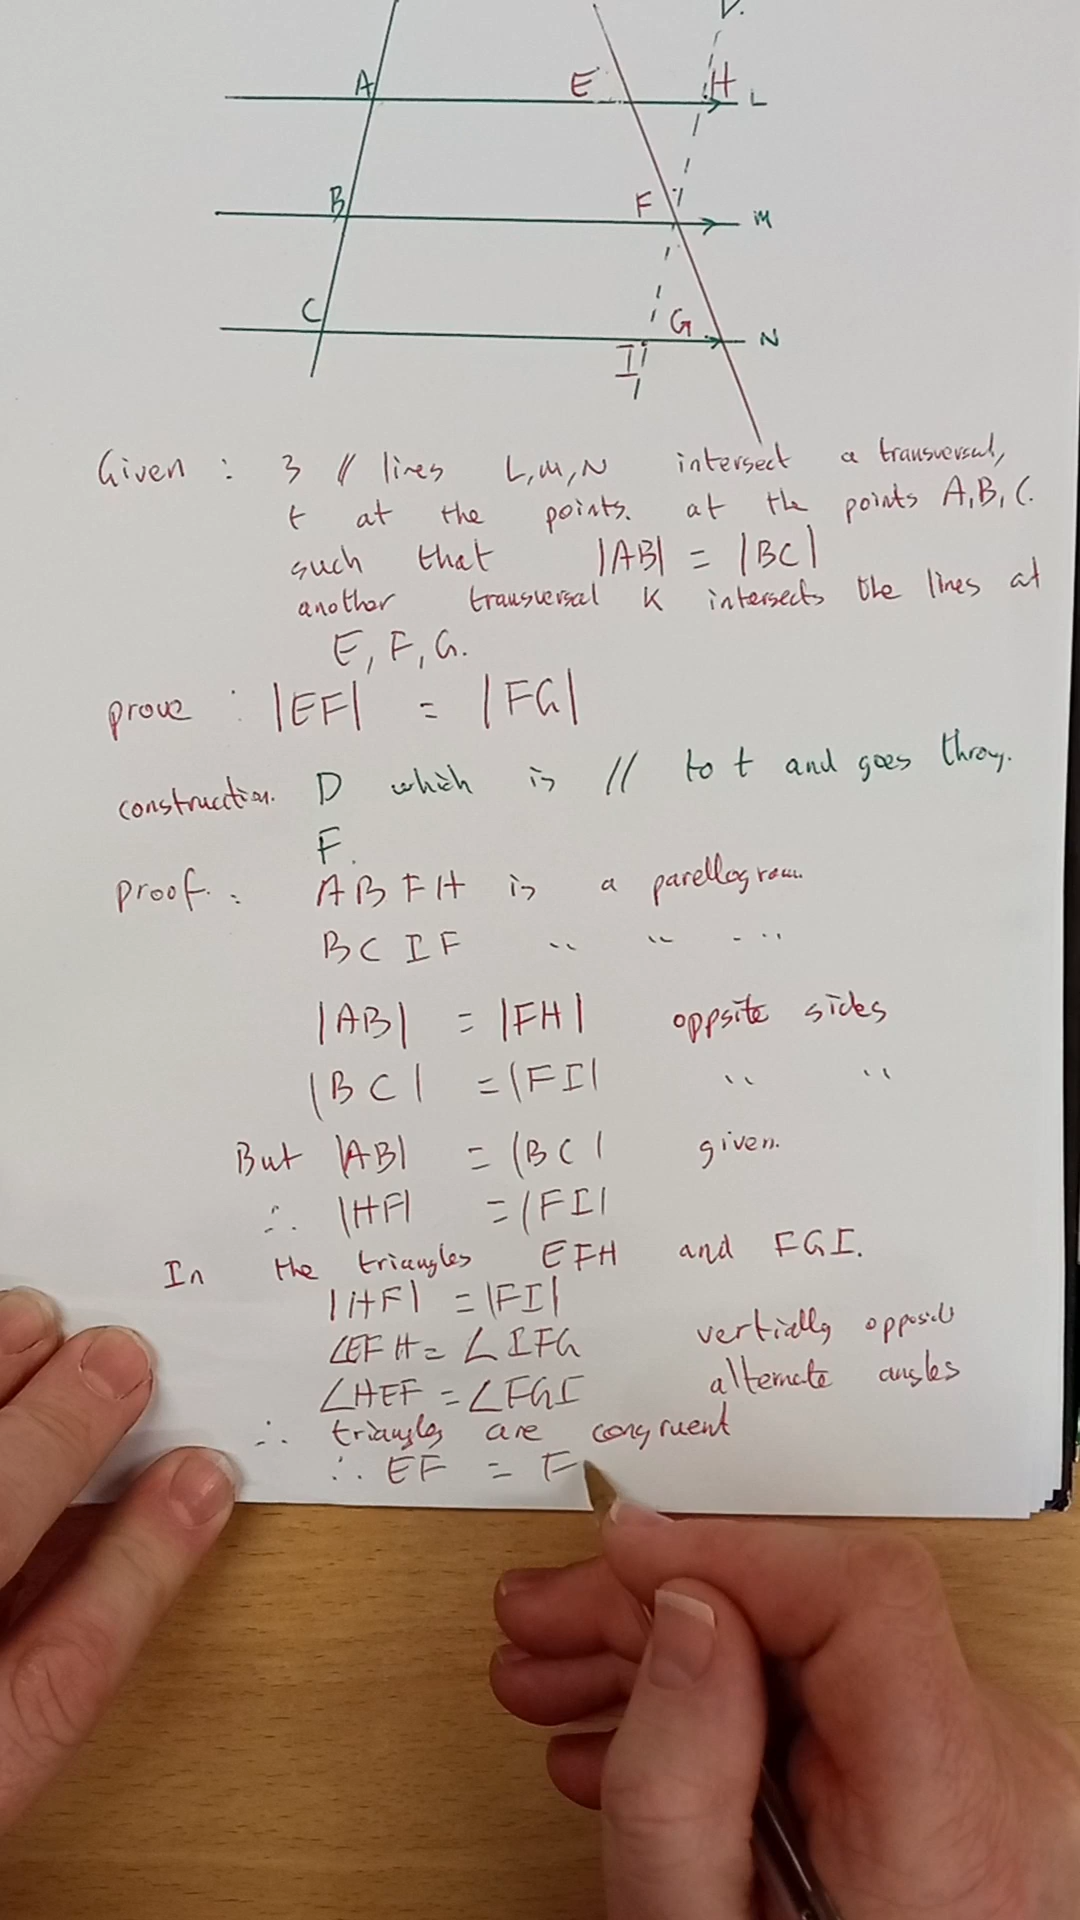 D.
A E H L
B F M
C G N
I
Given : 3 // lines L, M, N intersect a transversal,
t at the points. at the points A, B, C.
such that |AB| = |BC|
another transversal K intersects the lines at
E, F, G.
prove : |EF| = |FG|
construction. D which is // to t and goes throg.
F.
Proof. : ABFH is a parellogram.
BCIF " " "
|AB| = |FH| oppsite sides
|BC| = |FI| " "
But |AB| = |BC| given.
∴ |HF| = |FI|
In the triangles EFH and FGI.
|HF| = |FI|
∠EFH = ∠IFG vertially opposite
∠HEF = ∠FGI alternate angles
∴ triangles are congruent
∴ EF = F